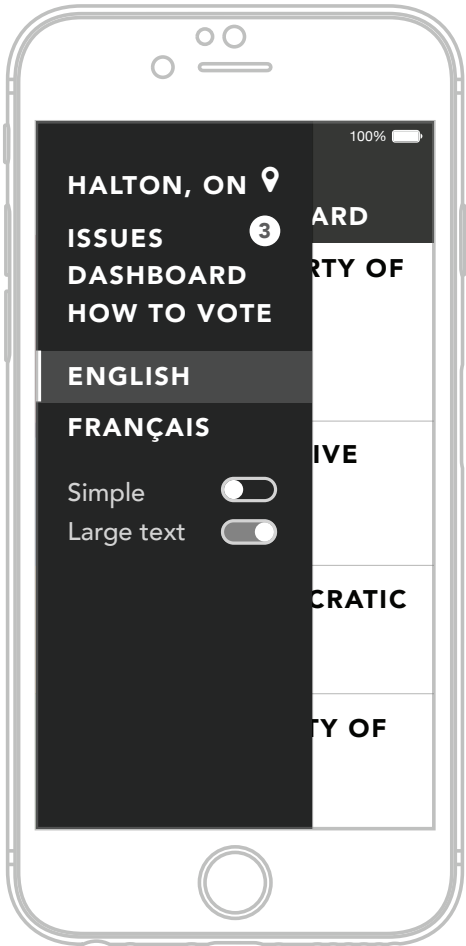 100%
HALTON, ON
ISSUES 3
DASHBOARD
HOW TO VOTE
ENGLISH
FRANÇAIS
Simple
Large text
ARD
RTY OF
IVE
CRATIC
TY OF